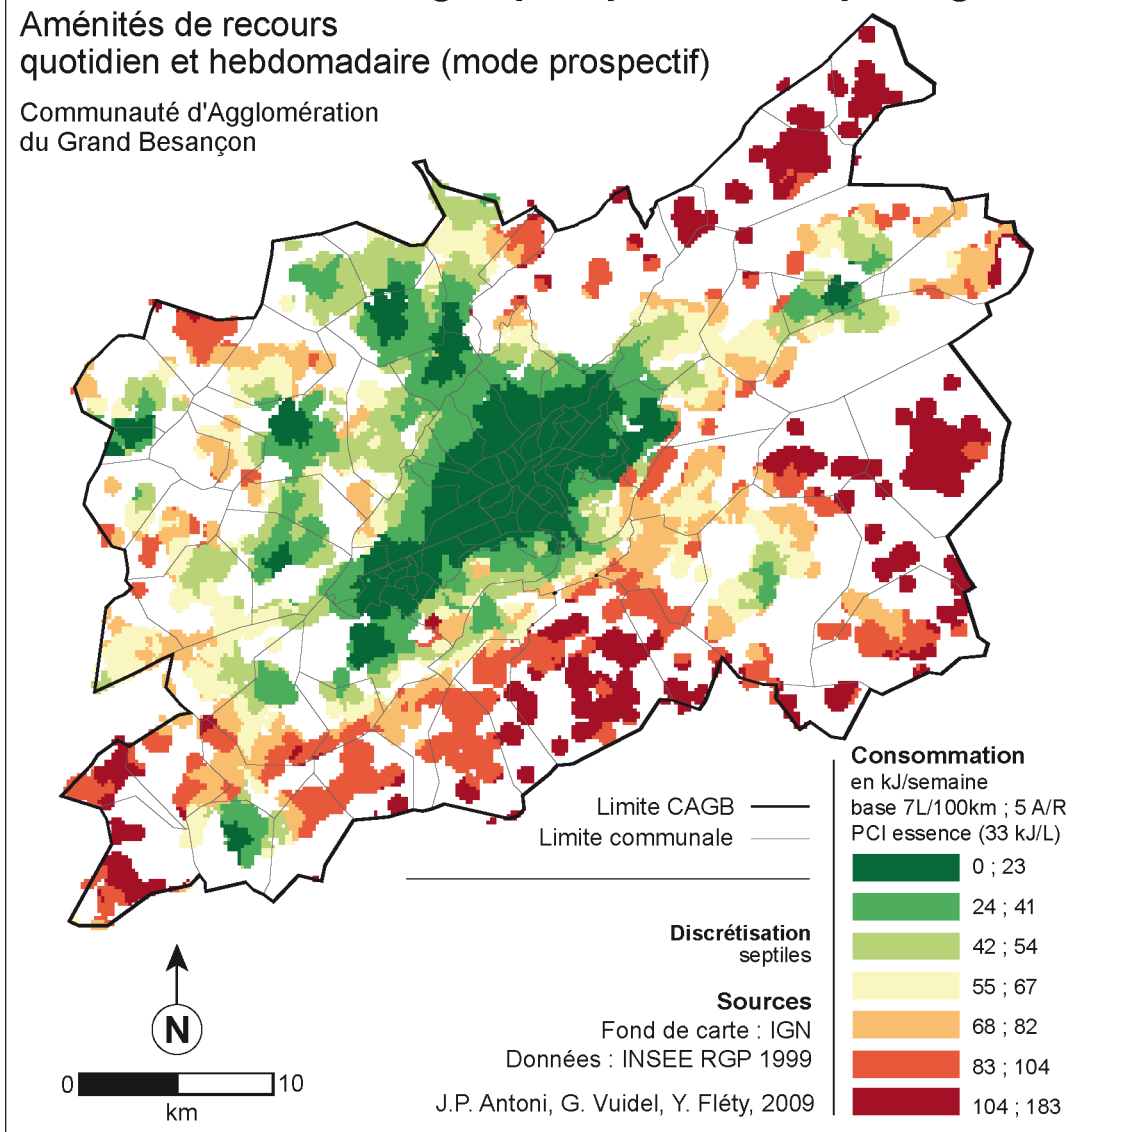 Aménités de recours
quotidien et hebdomadaire (mode prospectif)
Communauté d'Agglomération
du Grand Besançon
Limite CAGB
Limite communale
Discrétisation
septiles
Sources
Fond de carte : IGN
Données : INSEE RGP 1999
J.P. Antoni, G. Vuidel, Y. Fléty, 2009
Consommation
en kJ/semaine
base 7L/100km ; 5 A/R
PCI essence (33 kJ/L)
0 ; 23
24 ; 41
42 ; 54
55 ; 67
68 ; 82
83 ; 104
104 ; 183
N
0 10
km